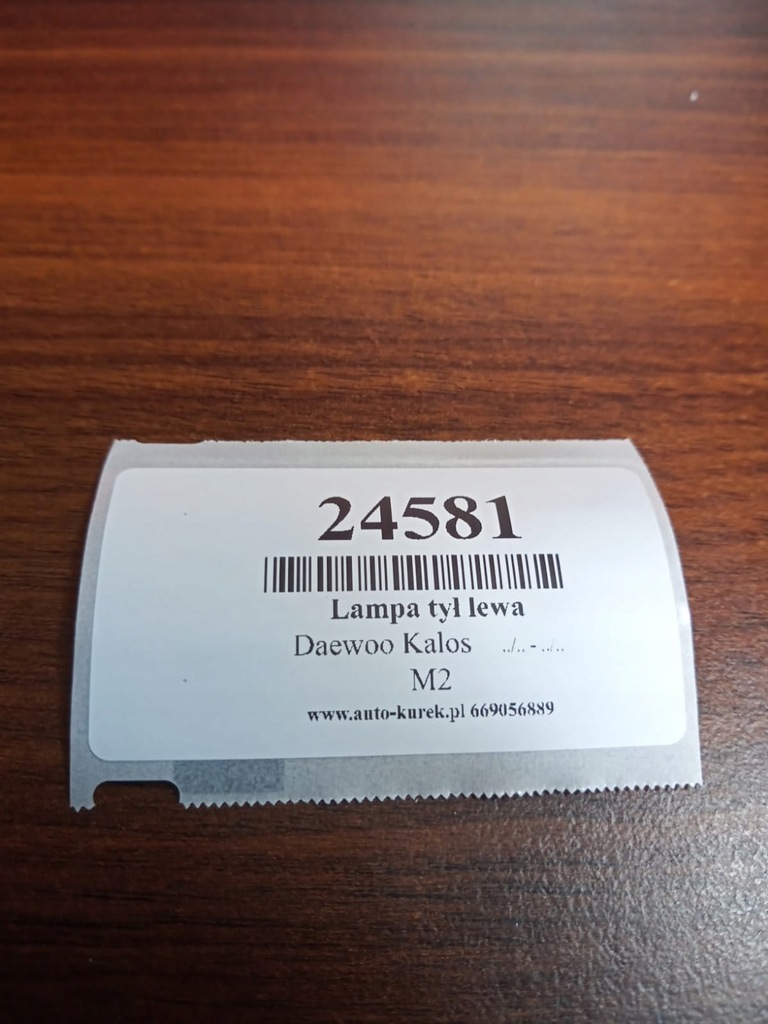 24581
Lampa tył lewa
Daewoo Kalos ../.. - ../..
M2
www.auto-kurek.pl 669056889